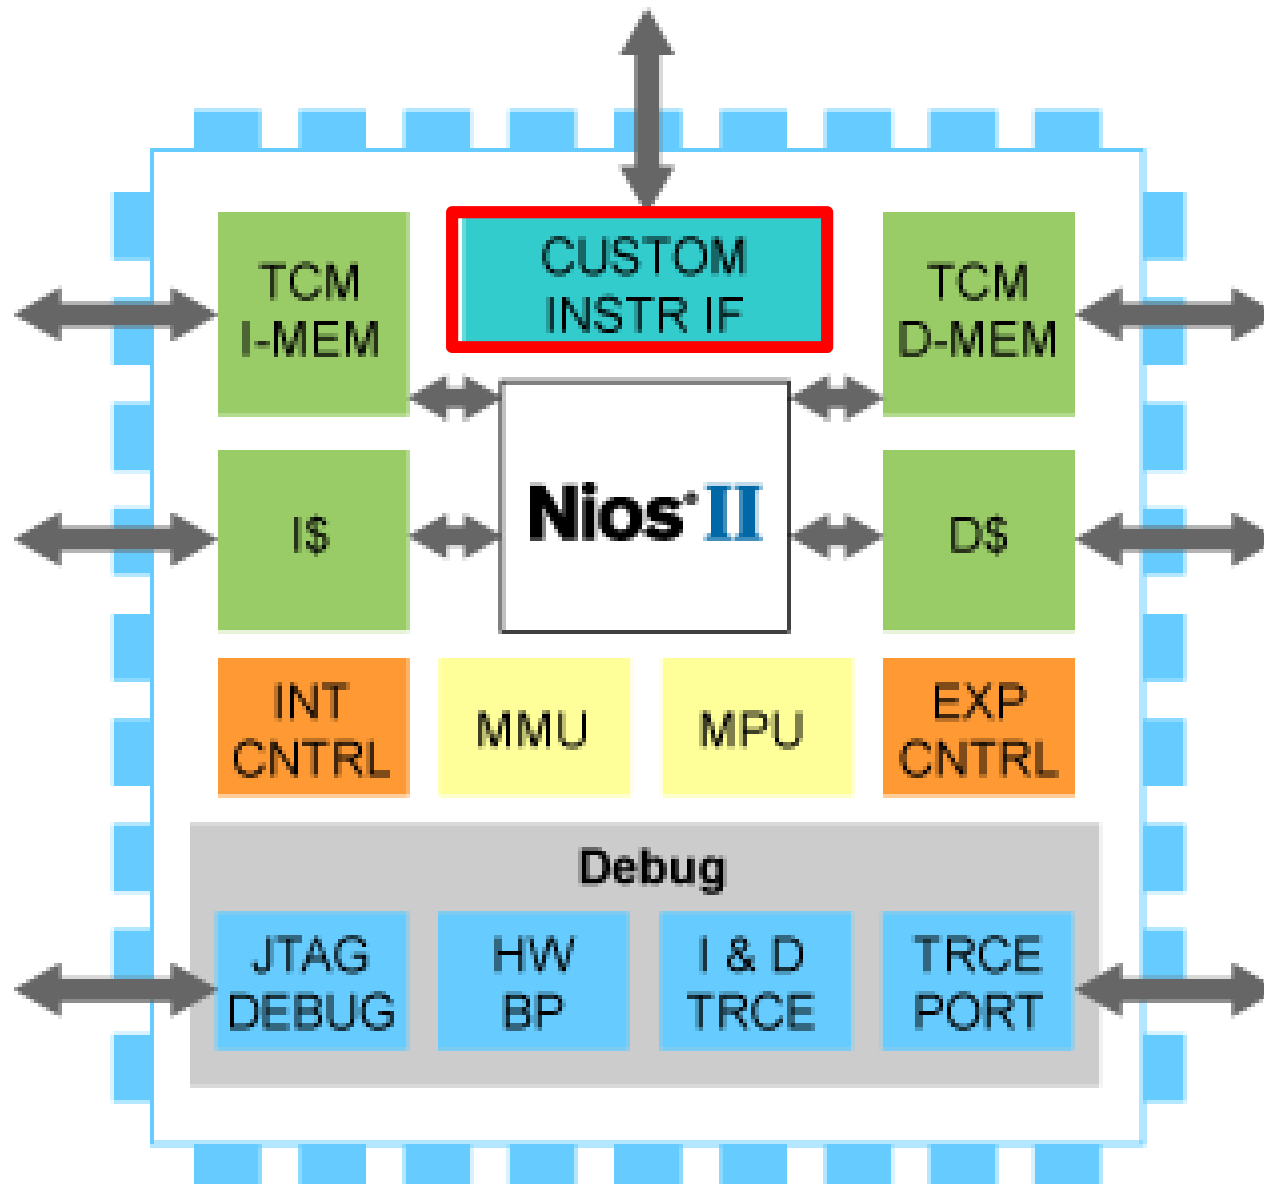 CUSTOM
INSTR IF
TCM
I-MEM
TCM
D-MEM
Nios® II
I$
D$
INT
CNTRL
MMU
MPU
EXP
CNTRL
Debug
JTAG
DEBUG
HW
BP
I & D
TRCE
TRCE
PORT